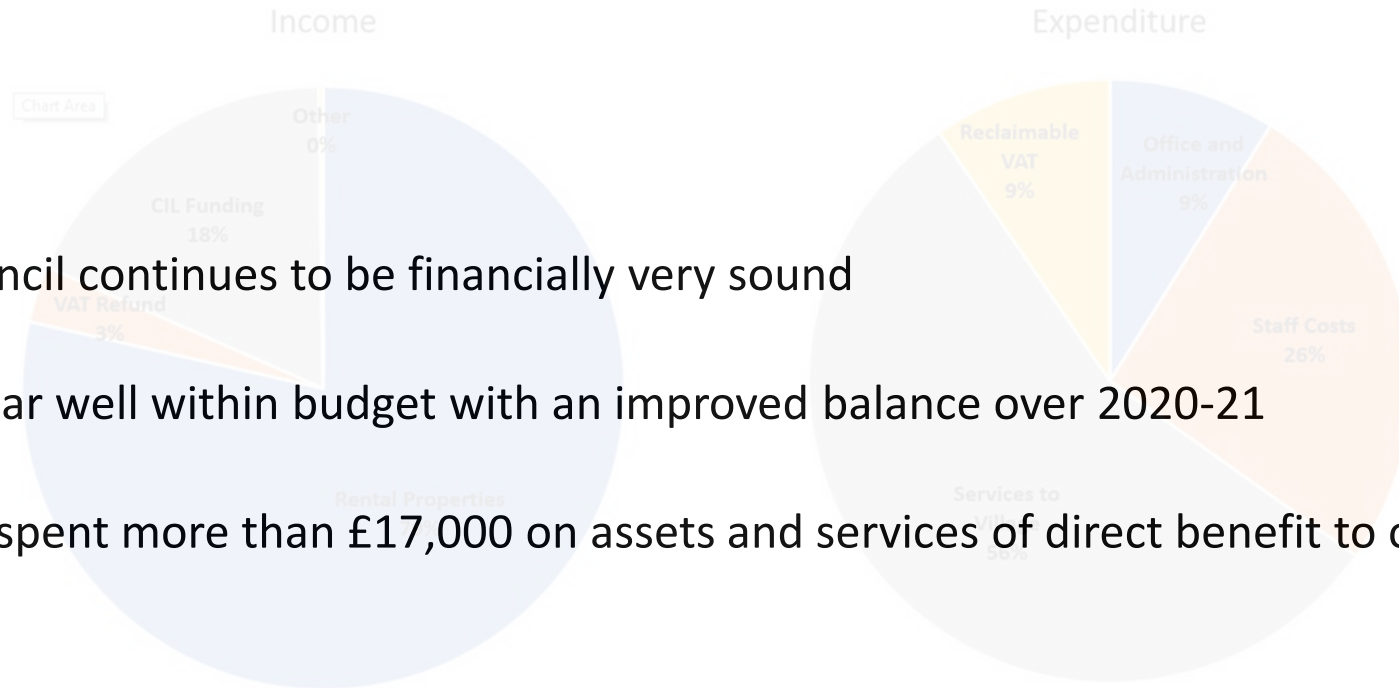 Income
Expenditure
Chart Area
Other
0%
CIL Funding
18%
VAT Refund
3%
Rental Properties
Reclaimable
VAT
9%
Office and
Administration
9%
Staff Costs
26%
Services to
Village
56%
ncil continues to be financially very sound
ar well within budget with an improved balance over 2020-21
spent more than £17,000 on assets and services of direct benefit to